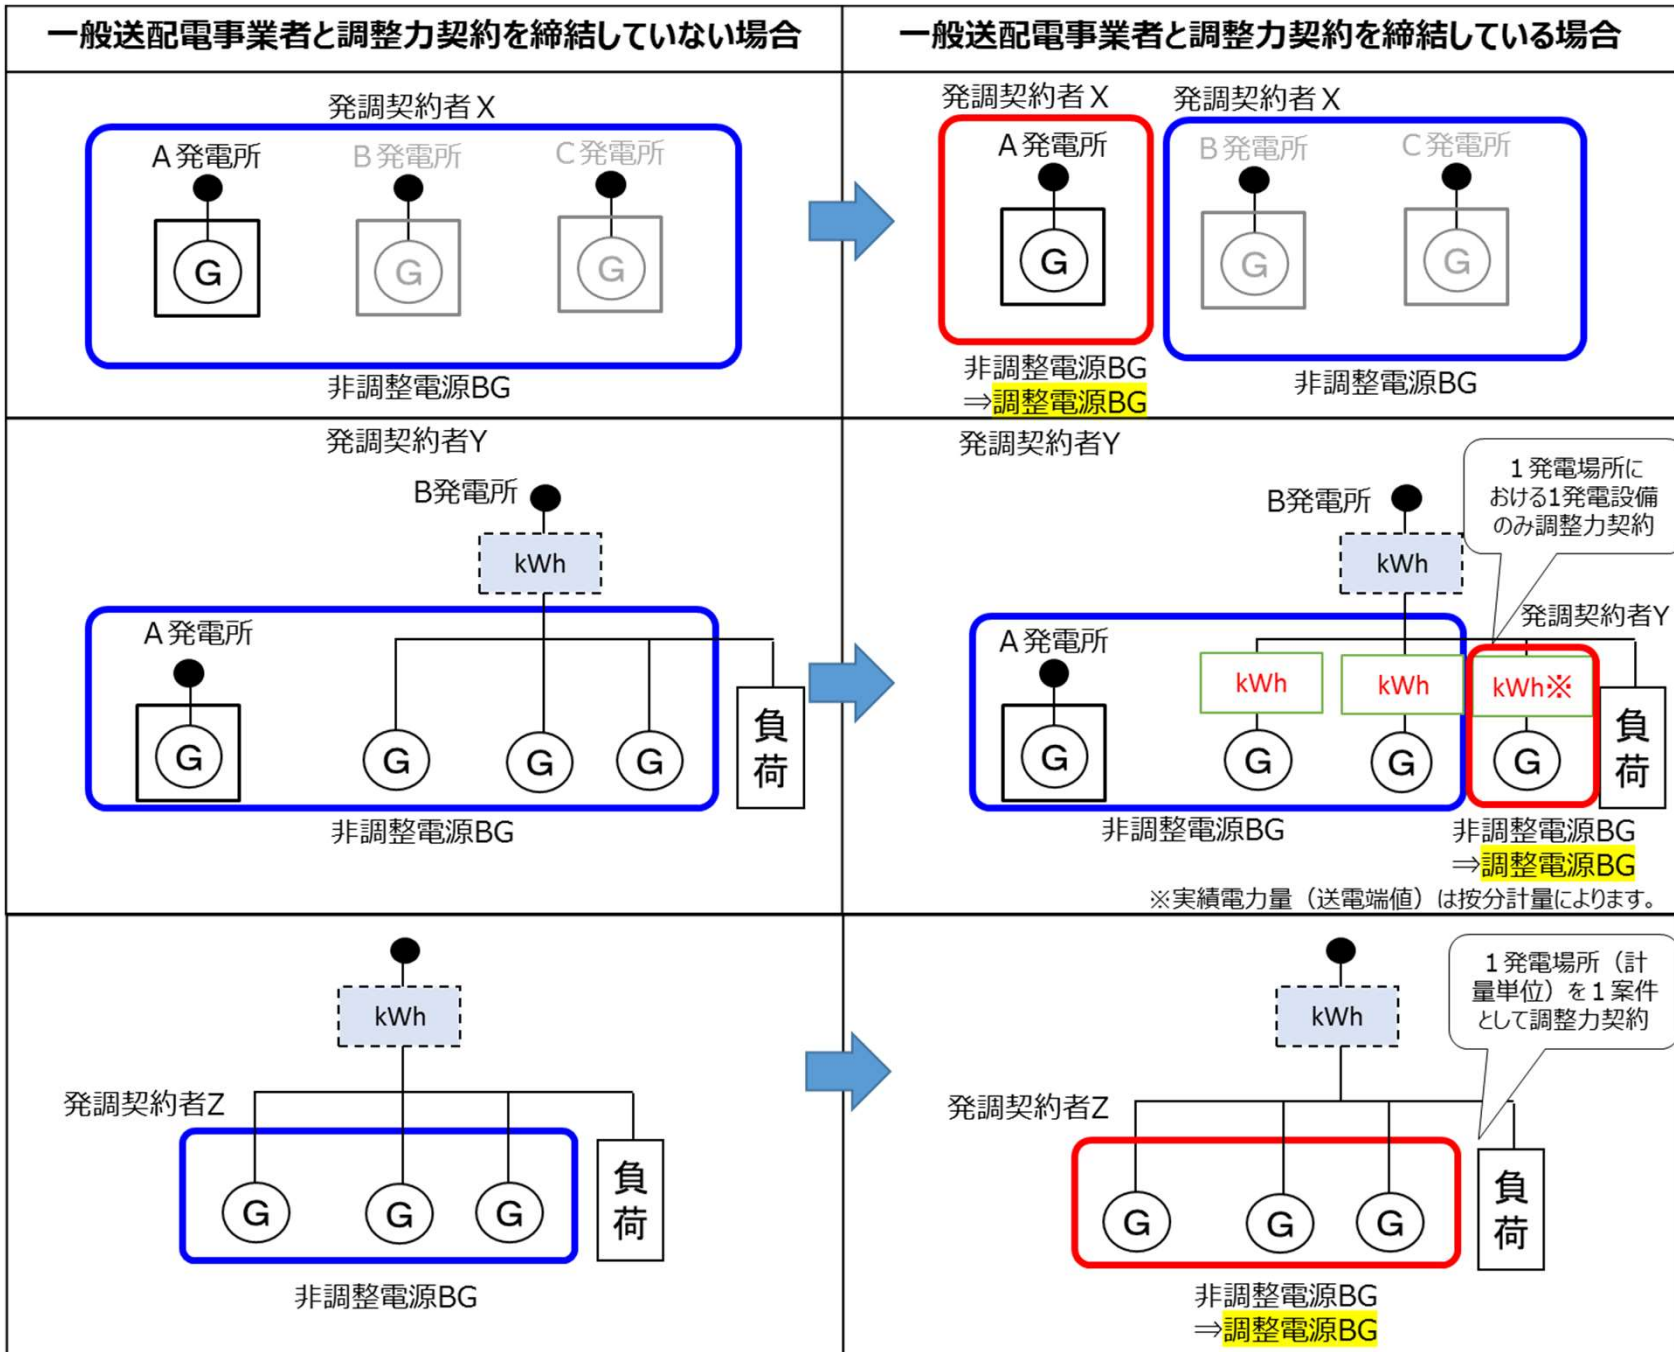 一般送配電事業者と調整力契約を締結していない場合
一般送配電事業者と調整力契約を締結している場合
発調契約者X
A発電所
B発電所
C発電所
G
G
G
非調整電源BG
発調契約者X
発調契約者X
A発電所
B発電所
C発電所
G
G
G
非調整電源BG
⇒調整電源BG
非調整電源BG
発調契約者Y
B発電所
kWh
A発電所
G
G
G
G
負
荷
非調整電源BG
発調契約者Y
1発電場所に
おける1発電設備
のみ調整力契約
B発電所
kWh
発調契約者Y
A発電所
kWh
kWh
kWh※
G
G
G
G
負
荷
非調整電源BG
非調整電源BG
⇒調整電源BG
※実績電力量（送電端値）は按分計量によります。
kWh
発調契約者Z
G
G
G
負
荷
非調整電源BG
1発電場所（計
量単位）を1案件
として調整力契約
kWh
発調契約者Z
G
G
G
負
荷
非調整電源BG
⇒調整電源BG